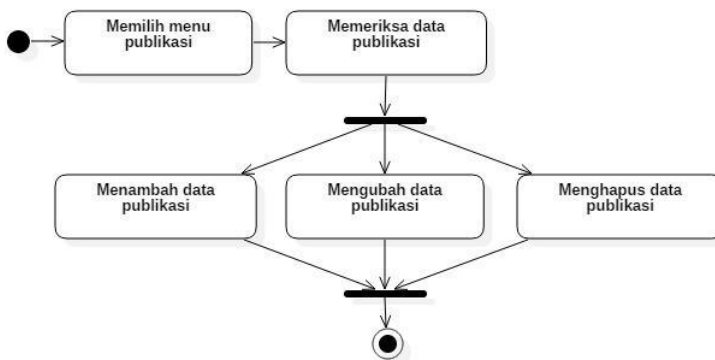 Memilih menu
publikasi
Memeriksa data
publikasi
Menambah data
publikasi
Mengubah data
publikasi
Menghapus data
publikasi